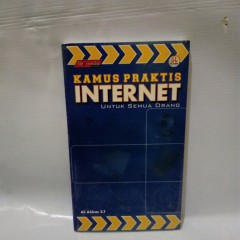 KAMUS PRAKTIS
INTERNET
UNTUK SEMUA ORANG